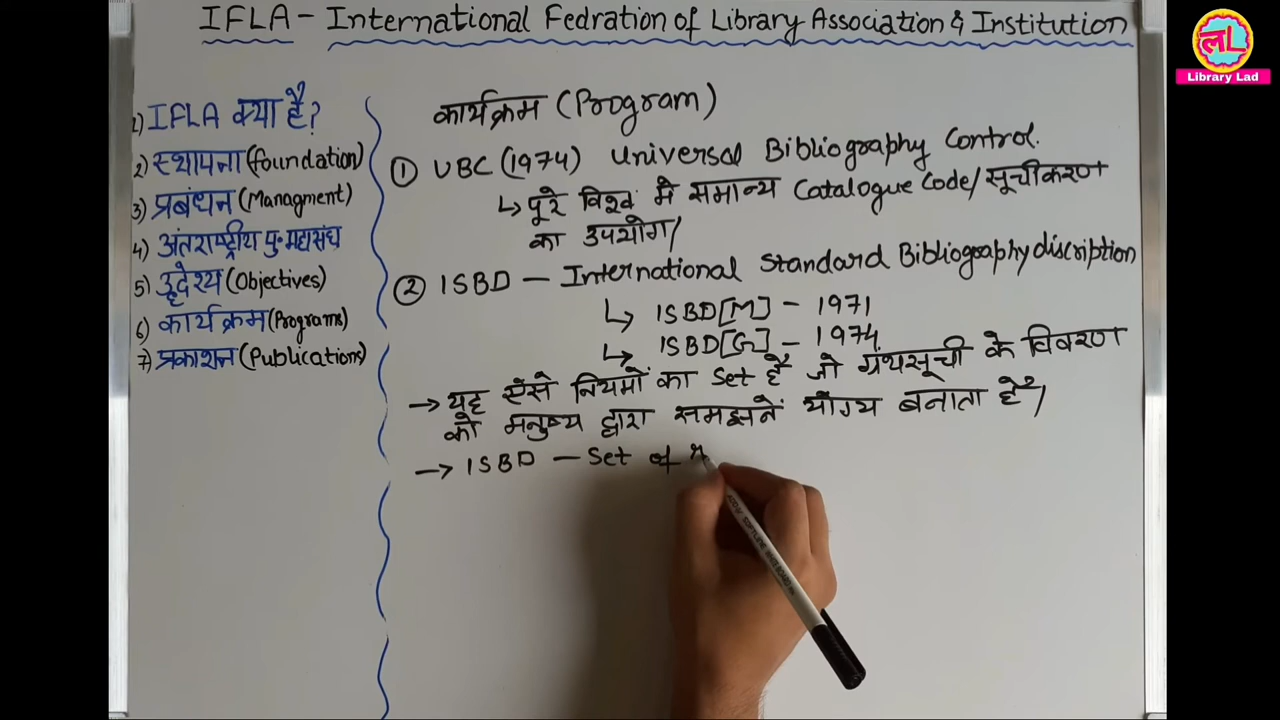 IFLA - International Fedration of Library Association & Institution
लL
Library Lad
1) IFLA क्या है?
2) स्थापना (foundation)
3) प्रबंधन (Managment)
4) अंतराष्ट्रीय पु. महासंघ
5) उद्देश्य (Objectives)
6) कार्यक्रम (Programs)
7) प्रकाशन (Publications)
कार्यक्रम (Program)
① UBC (1974) Universal Bibliography Control.
↳ पूरे विश्व मे समान्य Catalogue Code/सूचीकरण
का उपयोग/
② ISBD — International Standard Bibliography discription
↳ ISBD[M] - 1971
↳ ISBD[G] - 1974
→ यह ऐसे नियमों का set है जो ग्रंथसूची के विवरण
को मनुष्य द्वारा समझनें योग्य बनाता है/
→ ISBD — Set of